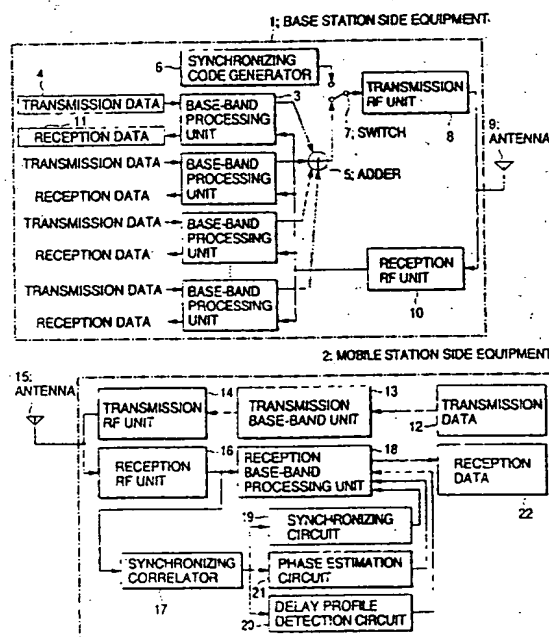 1; BASE STATION SIDE EQUIPMENT
4
6
SYNCHRONIZING
CODE GENERATOR
TRANSMISSION DATA
3
BASE-BAND
PROCESSING
UNIT
11
RECEPTION DATA
TRANSMISSION
RF UNIT
7; SWITCH
8
9;
ANTENNA
TRANSMISSION DATA
BASE-BAND
PROCESSING
UNIT
RECEPTION DATA
5; ADDER
TRANSMISSION DATA
BASE-BAND
PROCESSING
UNIT
RECEPTION DATA
RECEPTION
RF UNIT
10
TRANSMISSION DATA
BASE-BAND
PROCESSING
UNIT
RECEPTION DATA
2; MOBILE STATION SIDE EQUIPMENT
15;
ANTENNA
14
TRANSMISSION
RF UNIT
13
TRANSMISSION
BASE-BAND UNIT
TRANSMISSION
DATA
12
16
RECEPTION
RF UNIT
18
RECEPTION
BASE-BAND
PROCESSING UNIT
RECEPTION
DATA
22
19
SYNCHRONIZING
CIRCUIT
SYNCHRONIZING
CORRELATOR
17
PHASE ESTIMATION
CIRCUIT
21
DELAY PROFILE
DETECTION CIRCUIT
20